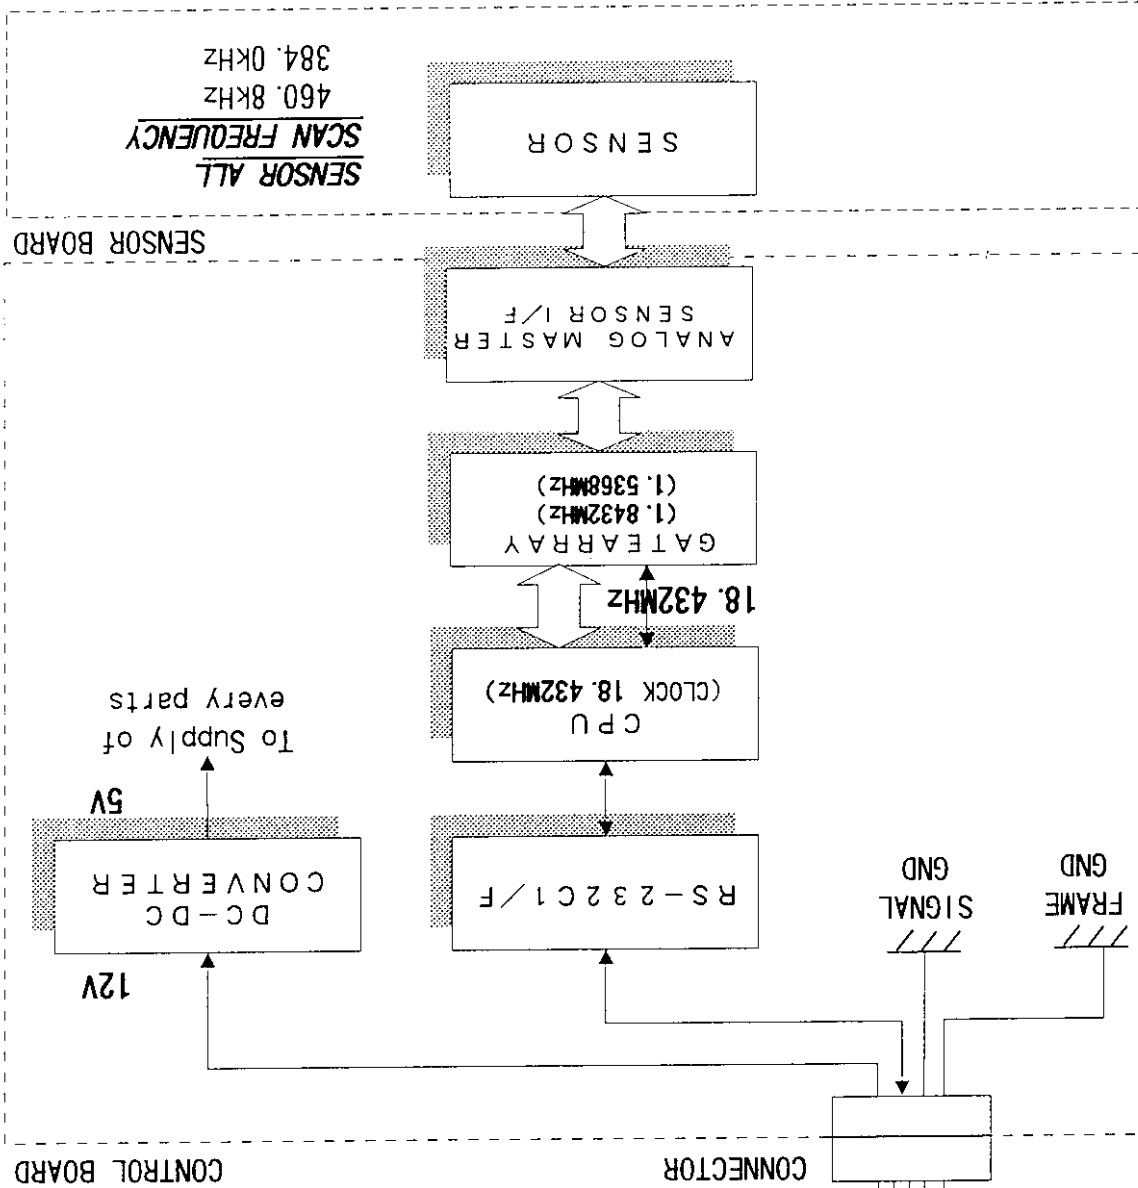 CONNECTOR
CONTROL BOARD
FRAME
GND
SIGNAL
GND
12V
RS-232C I/F
DC-DC
CONVERTER
5V
To Supply of
every parts
CPU
(CLOCK 18.432MHz)
18.432MHz
GATEARRAY
(1.8432MHz)
(1.5368MHz)
ANALOG MASTER
SENSOR I/F
SENSOR BOARD
SENSOR
SENSOR ALL
SCAN FREQUENCY
460.8kHz
384.0kHz